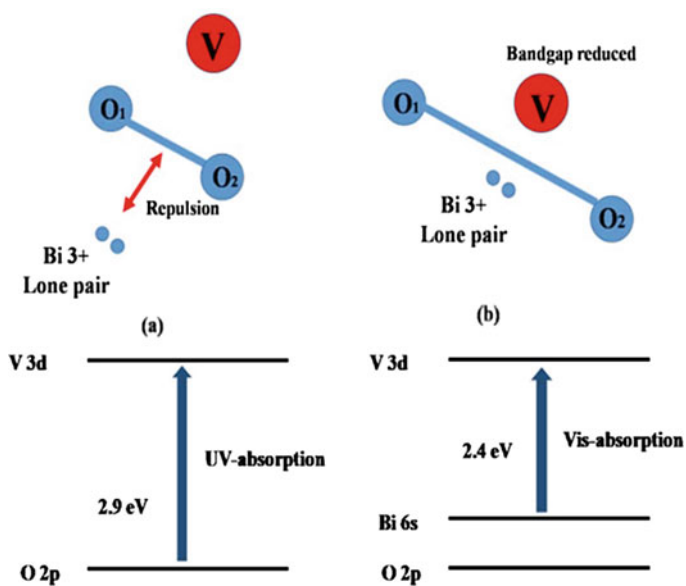 V
O1
O2
Repulsion
Bi 3+
Lone pair
(a)
Bandgap reduced
V
O1
O2
Bi 3+
Lone pair
(b)
V 3d
UV-absorption
2.9 eV
O 2p
V 3d
Vis-absorption
2.4 eV
Bi 6s
O 2p